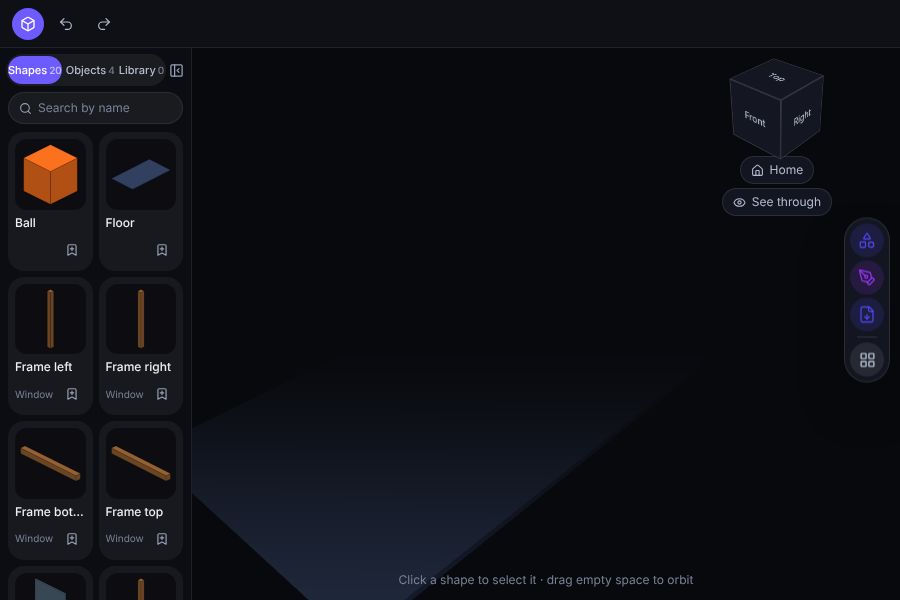 Shapes 20 Objects 4 Library 0
Search by name
Ball
Floor
Frame left
Window
Frame right
Window
Frame bot...
Window
Frame top
Window
Top
Front
Right
Home
See through
Click a shape to select it · drag empty space to orbit